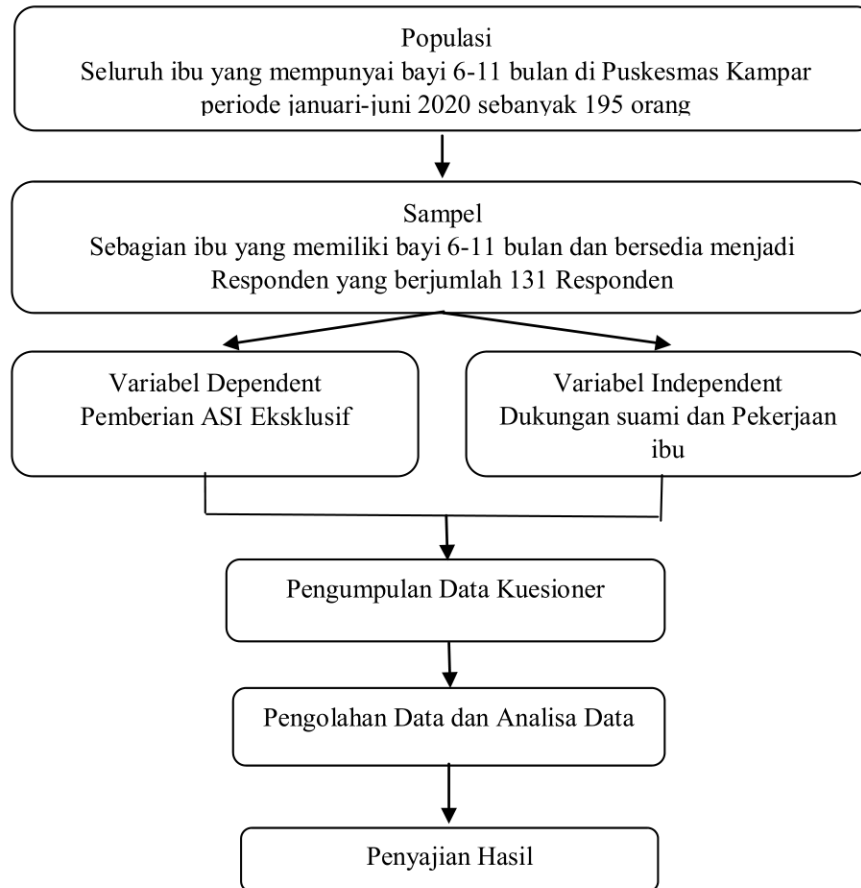 Populasi
Seluruh ibu yang mempunyai bayi 6-11 bulan di Puskesmas Kampar
periode januari-juni 2020 sebanyak 195 orang
Sampel
Sebagian ibu yang memiliki bayi 6-11 bulan dan bersedia menjadi
Responden yang berjumlah 131 Responden
Variabel Dependent
Pemberian ASI Eksklusif
Variabel Independent
Dukungan suami dan Pekerjaan
ibu
Pengumpulan Data Kuesioner
Pengolahan Data dan Analisa Data
Penyajian Hasil